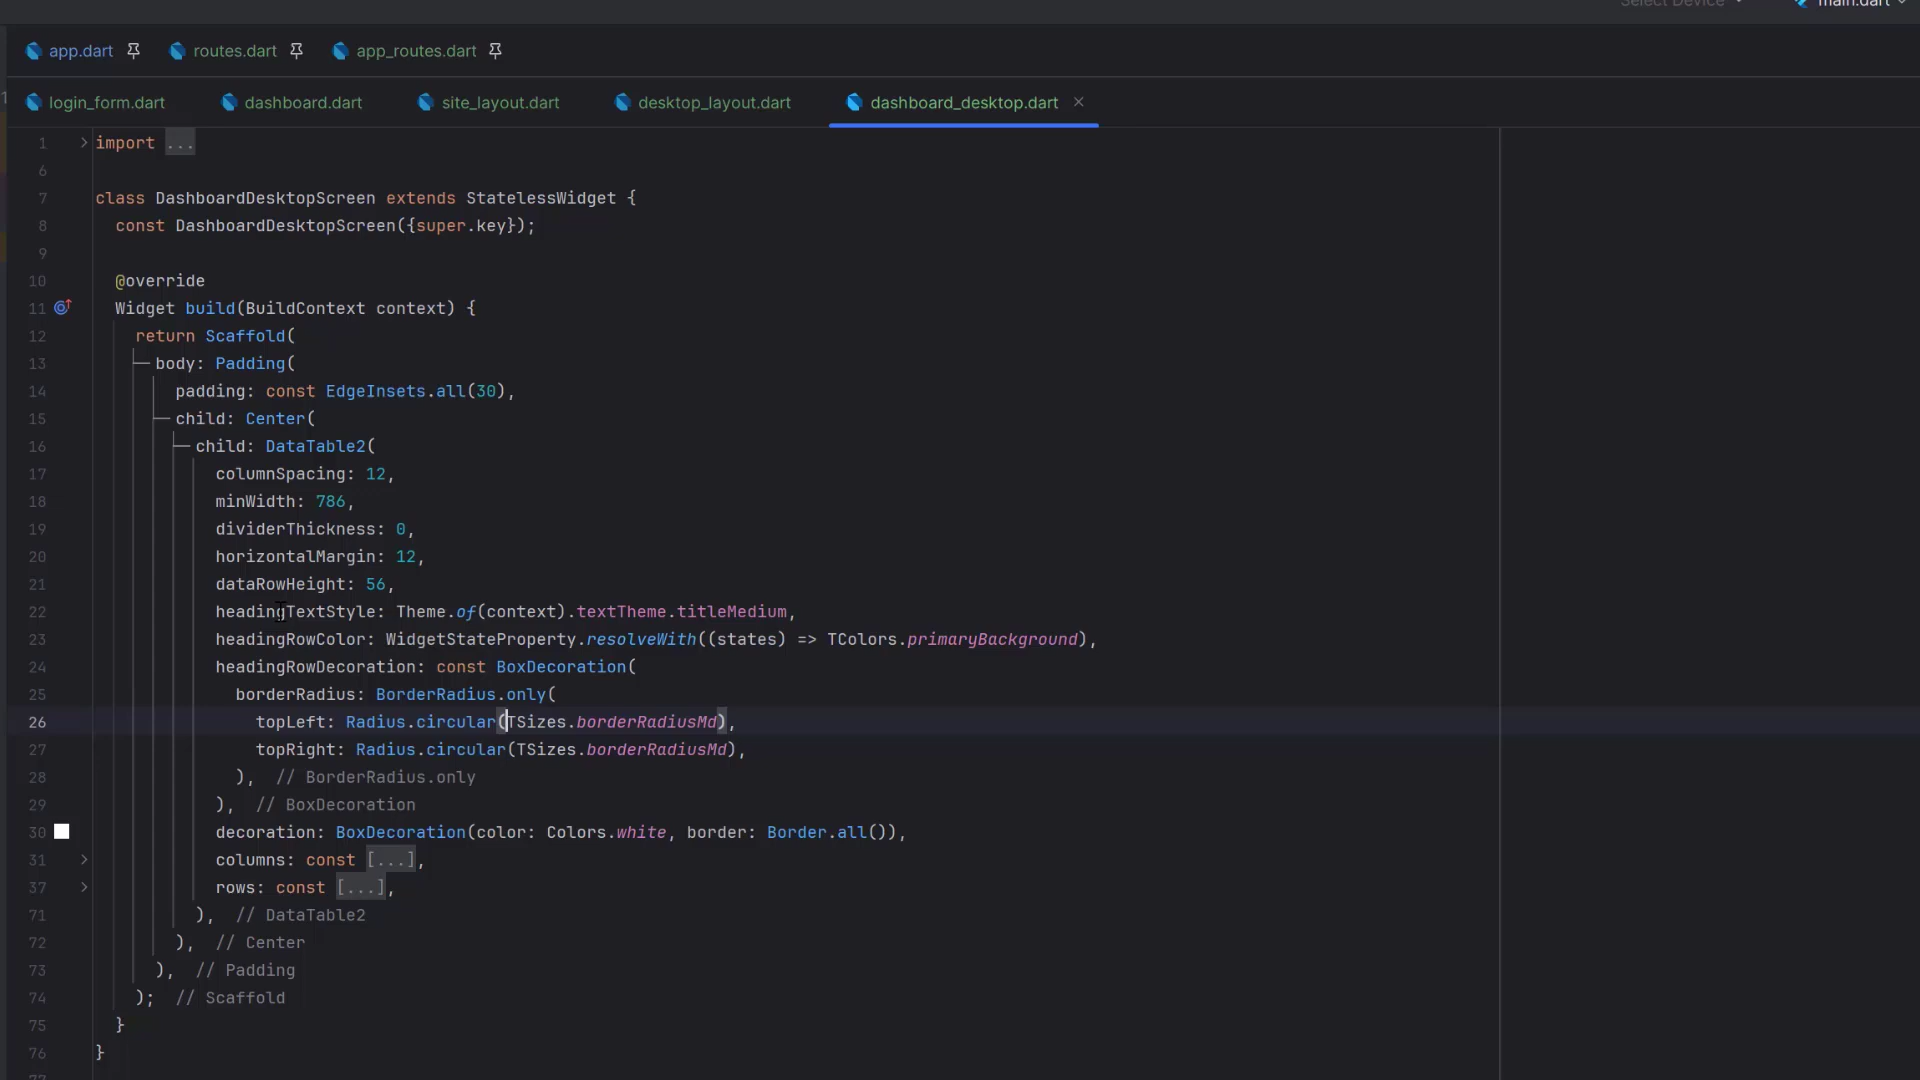 Select Device main.dart
app.dart routes.dart app_routes.dart
login_form.dart dashboard.dart site_layout.dart desktop_layout.dart dashboard_desktop.dart
1 import ...
6
7 class DashboardDesktopScreen extends StatelessWidget {
8 const DashboardDesktopScreen({super.key});
9
10 @override
11 Widget build(BuildContext context) {
12 return Scaffold(
13 body: Padding(
14 padding: const EdgeInsets.all(30),
15 child: Center(
16 child: DataTable2(
17 columnSpacing: 12,
18 minWidth: 786,
19 dividerThickness: 0,
20 horizontalMargin: 12,
21 dataRowHeight: 56,
22 headingTextStyle: Theme.of(context).textTheme.titleMedium,
23 headingRowColor: WidgetStateProperty.resolveWith((states) => TColors.primaryBackground),
24 headingRowDecoration: const BoxDecoration(
25 borderRadius: BorderRadius.only(
26 topLeft: Radius.circular(TSizes.borderRadiusMd),
27 topRight: Radius.circular(TSizes.borderRadiusMd),
28 ), // BorderRadius.only
29 ), // BoxDecoration
30 decoration: BoxDecoration(color: Colors.white, border: Border.all()),
31 columns: const [...],
37 rows: const [...],
71 ), // DataTable2
72 ), // Center
73 ), // Padding
74 ); // Scaffold
75 }
76 }
77